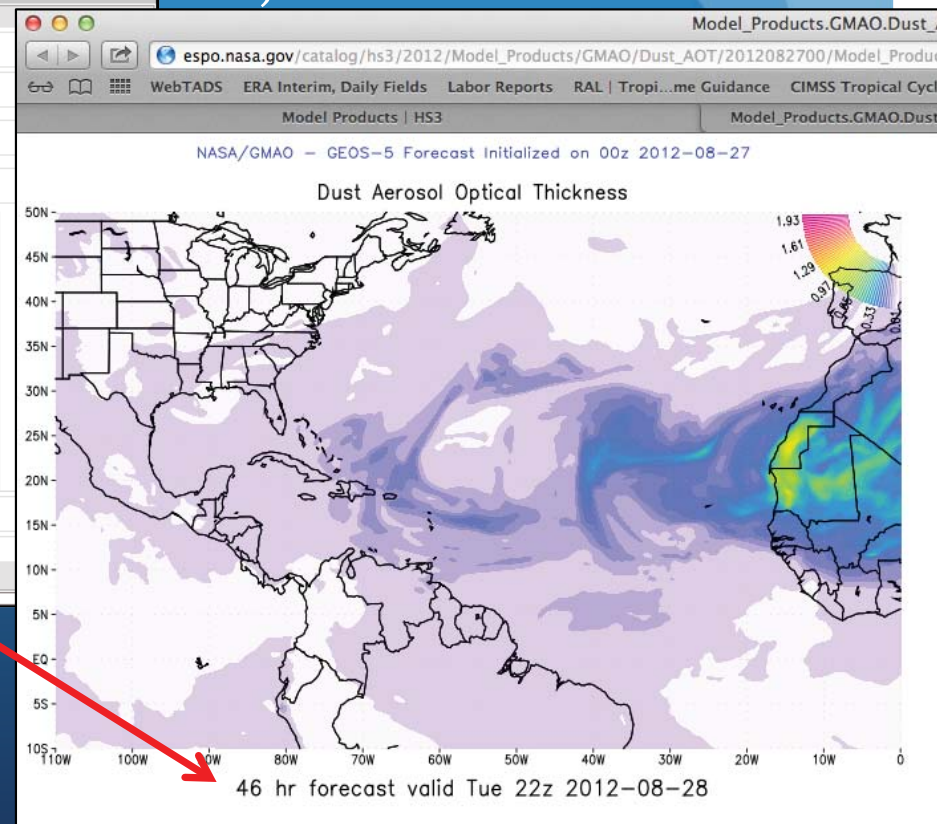 Model_Products.GMAO.Dust_
espo.nasa.gov/catalog/hs3/2012/Model_Products/GMAO/Dust_AOT/2012082700/Model_Produc
WebTADS ERA Interim, Daily Fields Labor Reports RAL | Tropi...me Guidance CIMSS Tropical Cycl
Model Products | HS3 Model_Products.GMAO.Dust
NASA/GMAO – GEOS–5 Forecast Initialized on 00z 2012–08–27
Dust Aerosol Optical Thickness
50N
45N
40N
35N
30N
25N
20N
15N
10N
5N
EQ
5S
10S
1.93
1.61
1.29
0.97
0.33
110W 100W 80W 70W 60W 50W 40W 30W 20W 10W 0
46 hr forecast valid Tue 22z 2012–08–28